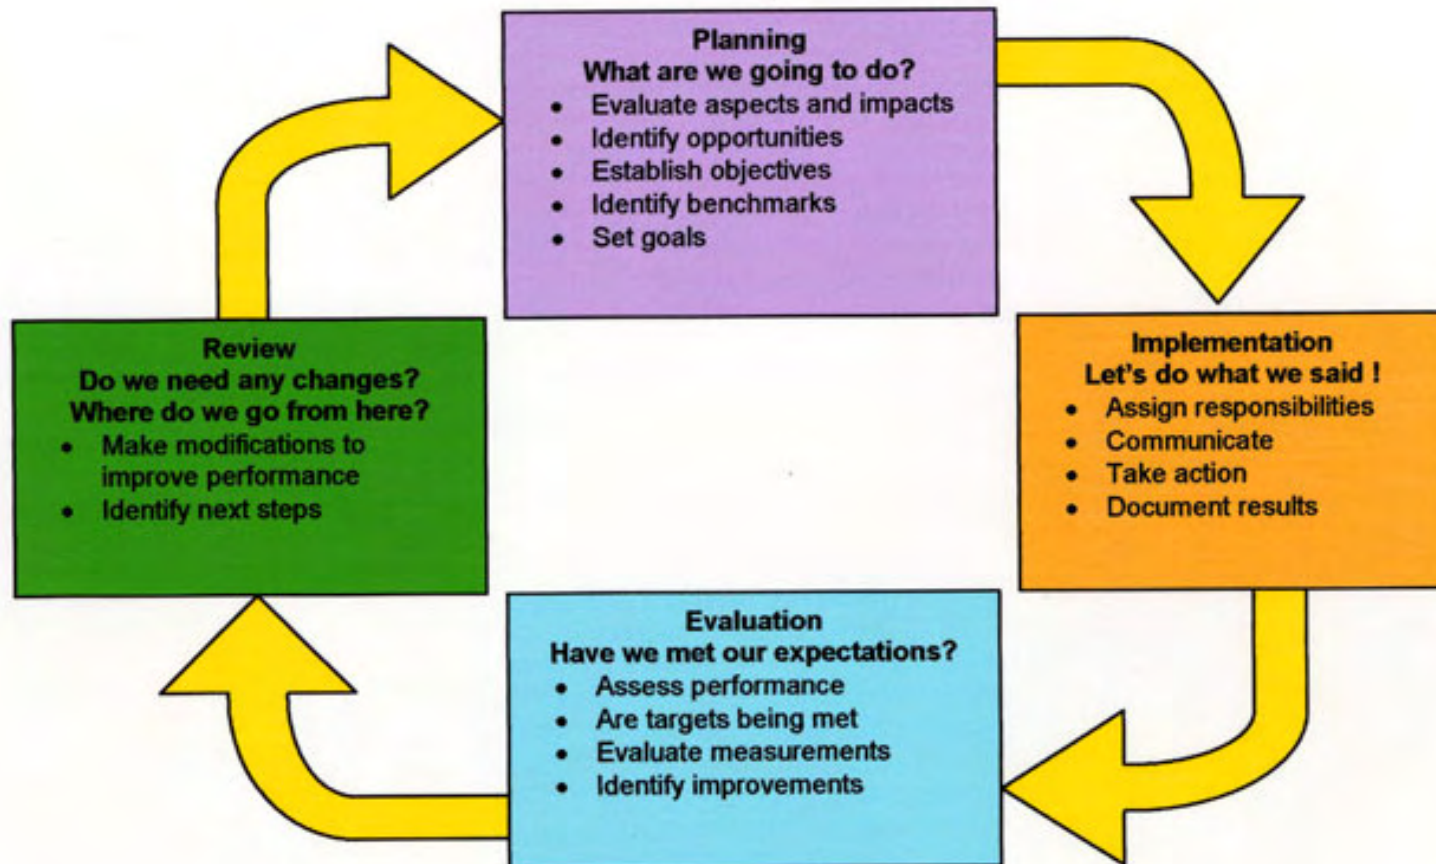 Planning
What are we going to do?
• Evaluate aspects and impacts
• Identify opportunities
• Establish objectives
• Identify benchmarks
• Set goals
Implementation
Let's do what we said !
• Assign responsibilities
• Communicate
• Take action
• Document results
Evaluation
Have we met our expectations?
• Assess performance
• Are targets being met
• Evaluate measurements
• Identify improvements
Review
Do we need any changes?
Where do we go from here?
• Make modifications to
improve performance
• Identify next steps